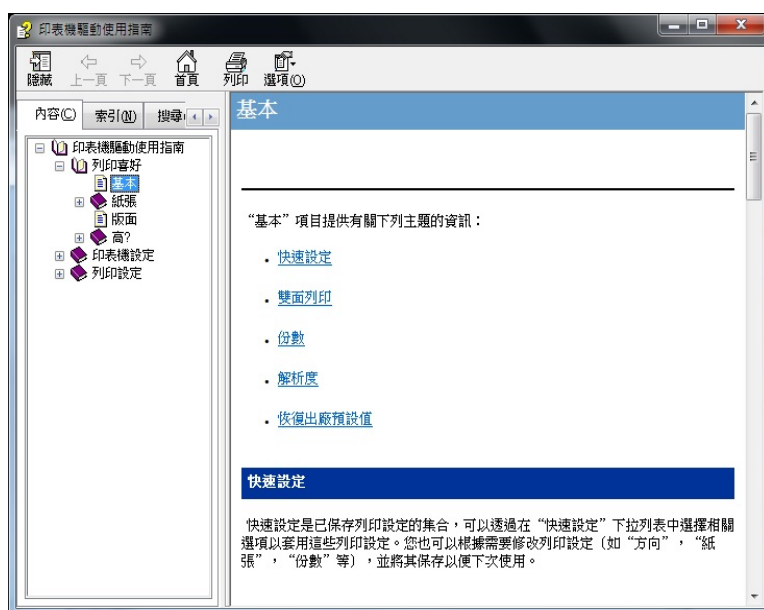 印表機驅動使用指南
隱藏 上一頁 下一頁 首頁 列印 選項(O)
內容(C) 索引(N) 搜尋(
印表機驅動使用指南
列印喜好
基本
紙張
版面
高?
印表機設定
列印設定
基本
“基本”項目提供有關下列主題的資訊：
• 快速設定
• 雙面列印
• 份數
• 解析度
• 恢復出廠預設值
快速設定
快速設定是已保存列印設定的集合，可以透過在“快速設定”下拉列表中選擇相關
選項以套用這些列印設定。您也可以根據需要修改列印設定（如“方向”，“紙
張”，“份數”等），並將其保存以便下次使用。